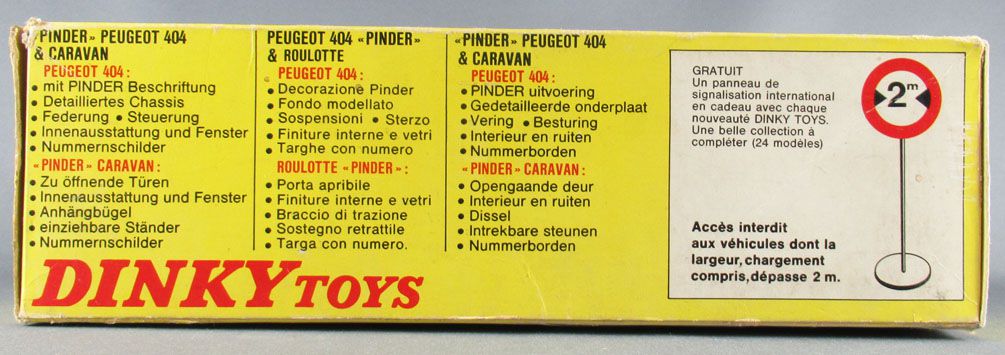 «PINDER» PEUGEOT 404
& CARAVAN
PEUGEOT 404 :
• mit PINDER Beschriftung
• Detailliertes Chassis
• Federung • Steuerung
• Innenausstattung und Fenster
• Nummernschilder
«PINDER» CARAVAN :
• Zu öffnende Türen
• Innenausstattung und Fenster
• Anhängbügel
• einziehbare Ständer
• Nummernschilder
PEUGEOT 404 «PINDER»
& ROULOTTE
PEUGEOT 404 :
• Decorazione Pinder
• Fondo modellato
• Sospensioni • Sterzo
• Finiture interne e vetri
• Targhe con numero
ROULOTTE «PINDER» :
• Porta apribile
• Finiture interne e vetri
• Braccio di trazione
• Sostegno retrattile
• Targa con numero.
«PINDER» PEUGEOT 404
& CARAVAN
PEUGEOT 404 :
• PINDER uitvoering
• Gedetailleerde onderplaat
• Vering • Besturing
• Interieur en ruiten
• Nummerborden
«PINDER» CARAVAN :
• Opengaande deur
• Interieur en ruiten
• Dissel
• Intrekbare steunen
• Nummerborden
DINKY TOYS
GRATUIT
Un panneau de
signalisation international
en cadeau avec chaque
nouveauté DINKY TOYS.
Une belle collection à
compléter (24 modèles)
2m
Accès interdit
aux véhicules dont la
largeur, chargement
compris, dépasse 2 m.